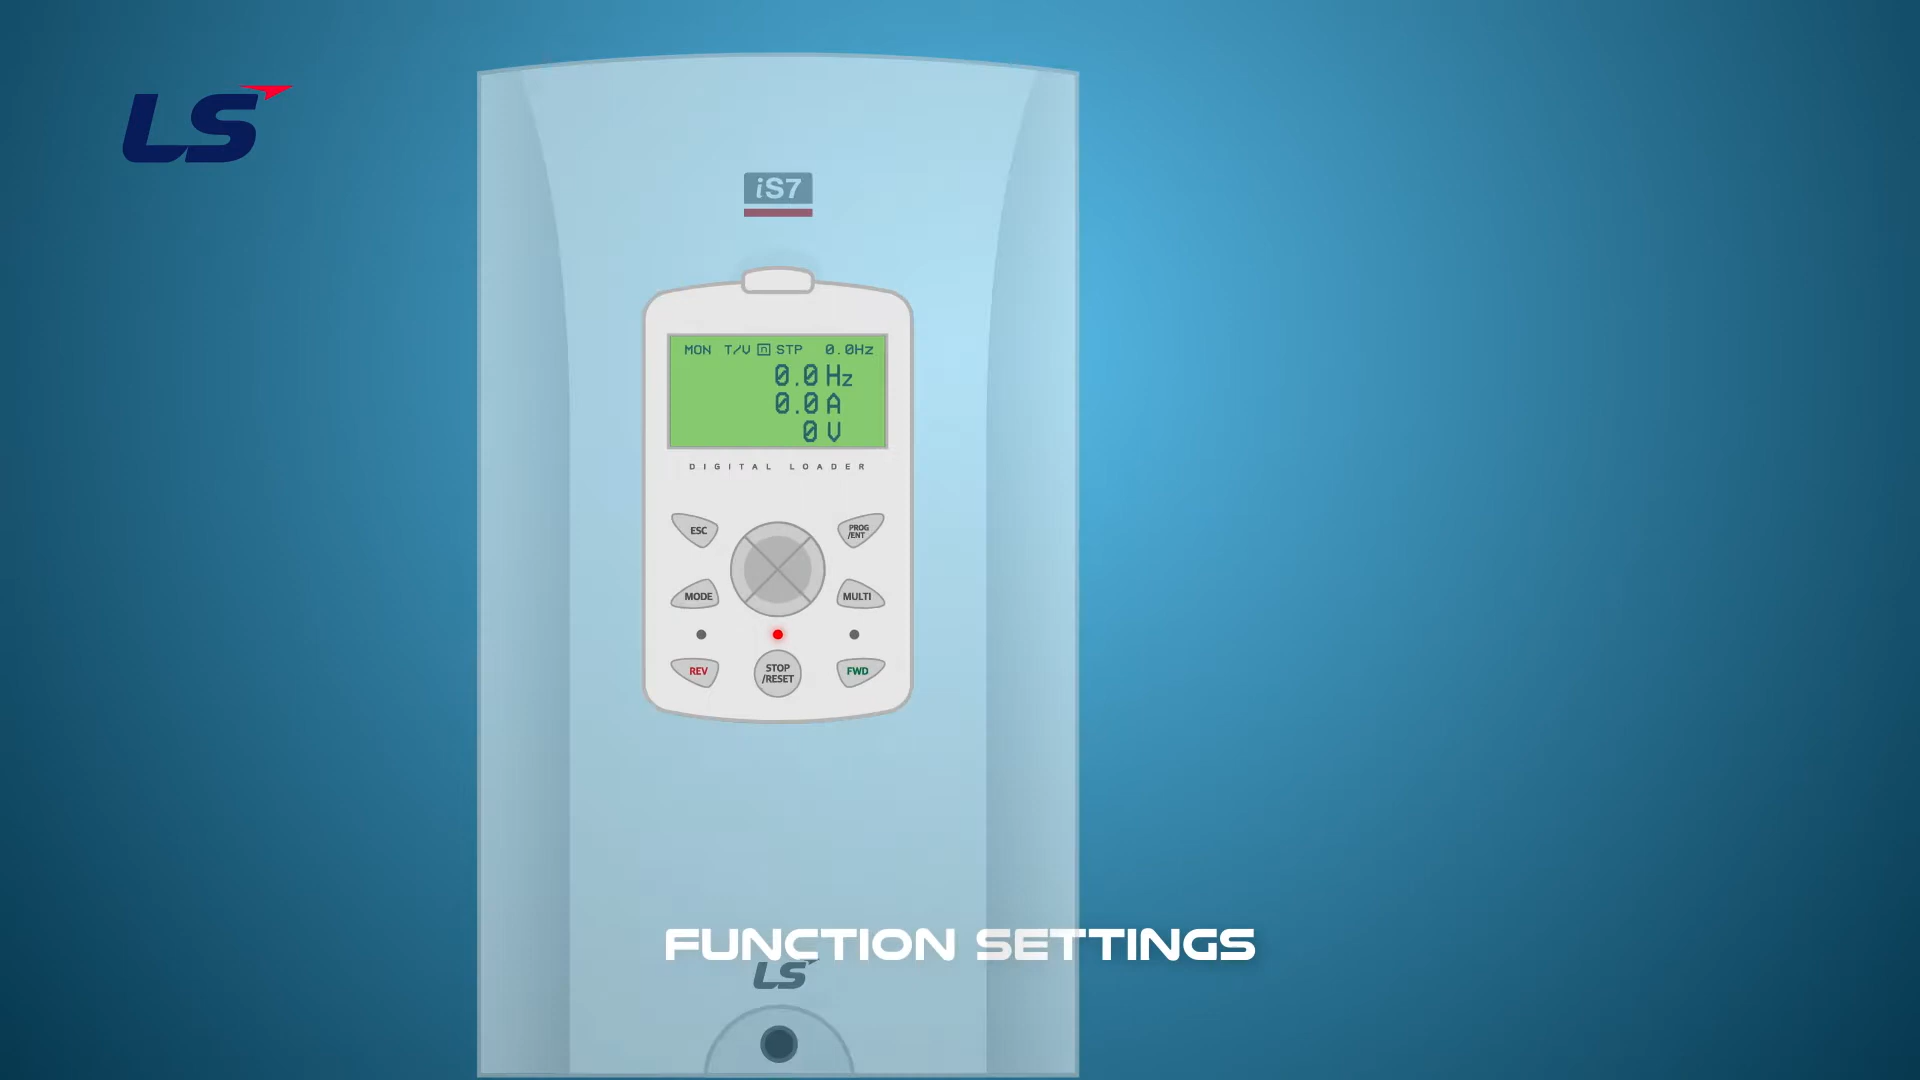 LS
iS7
MON T/V n STP 0.0Hz
0.0 Hz
0.0 A
0 V
DIGITAL LOADER
ESC
PROG
/ENT
MODE
MULTI
REV
STOP
/RESET
FWD
FUNCTION SETTINGS
LS